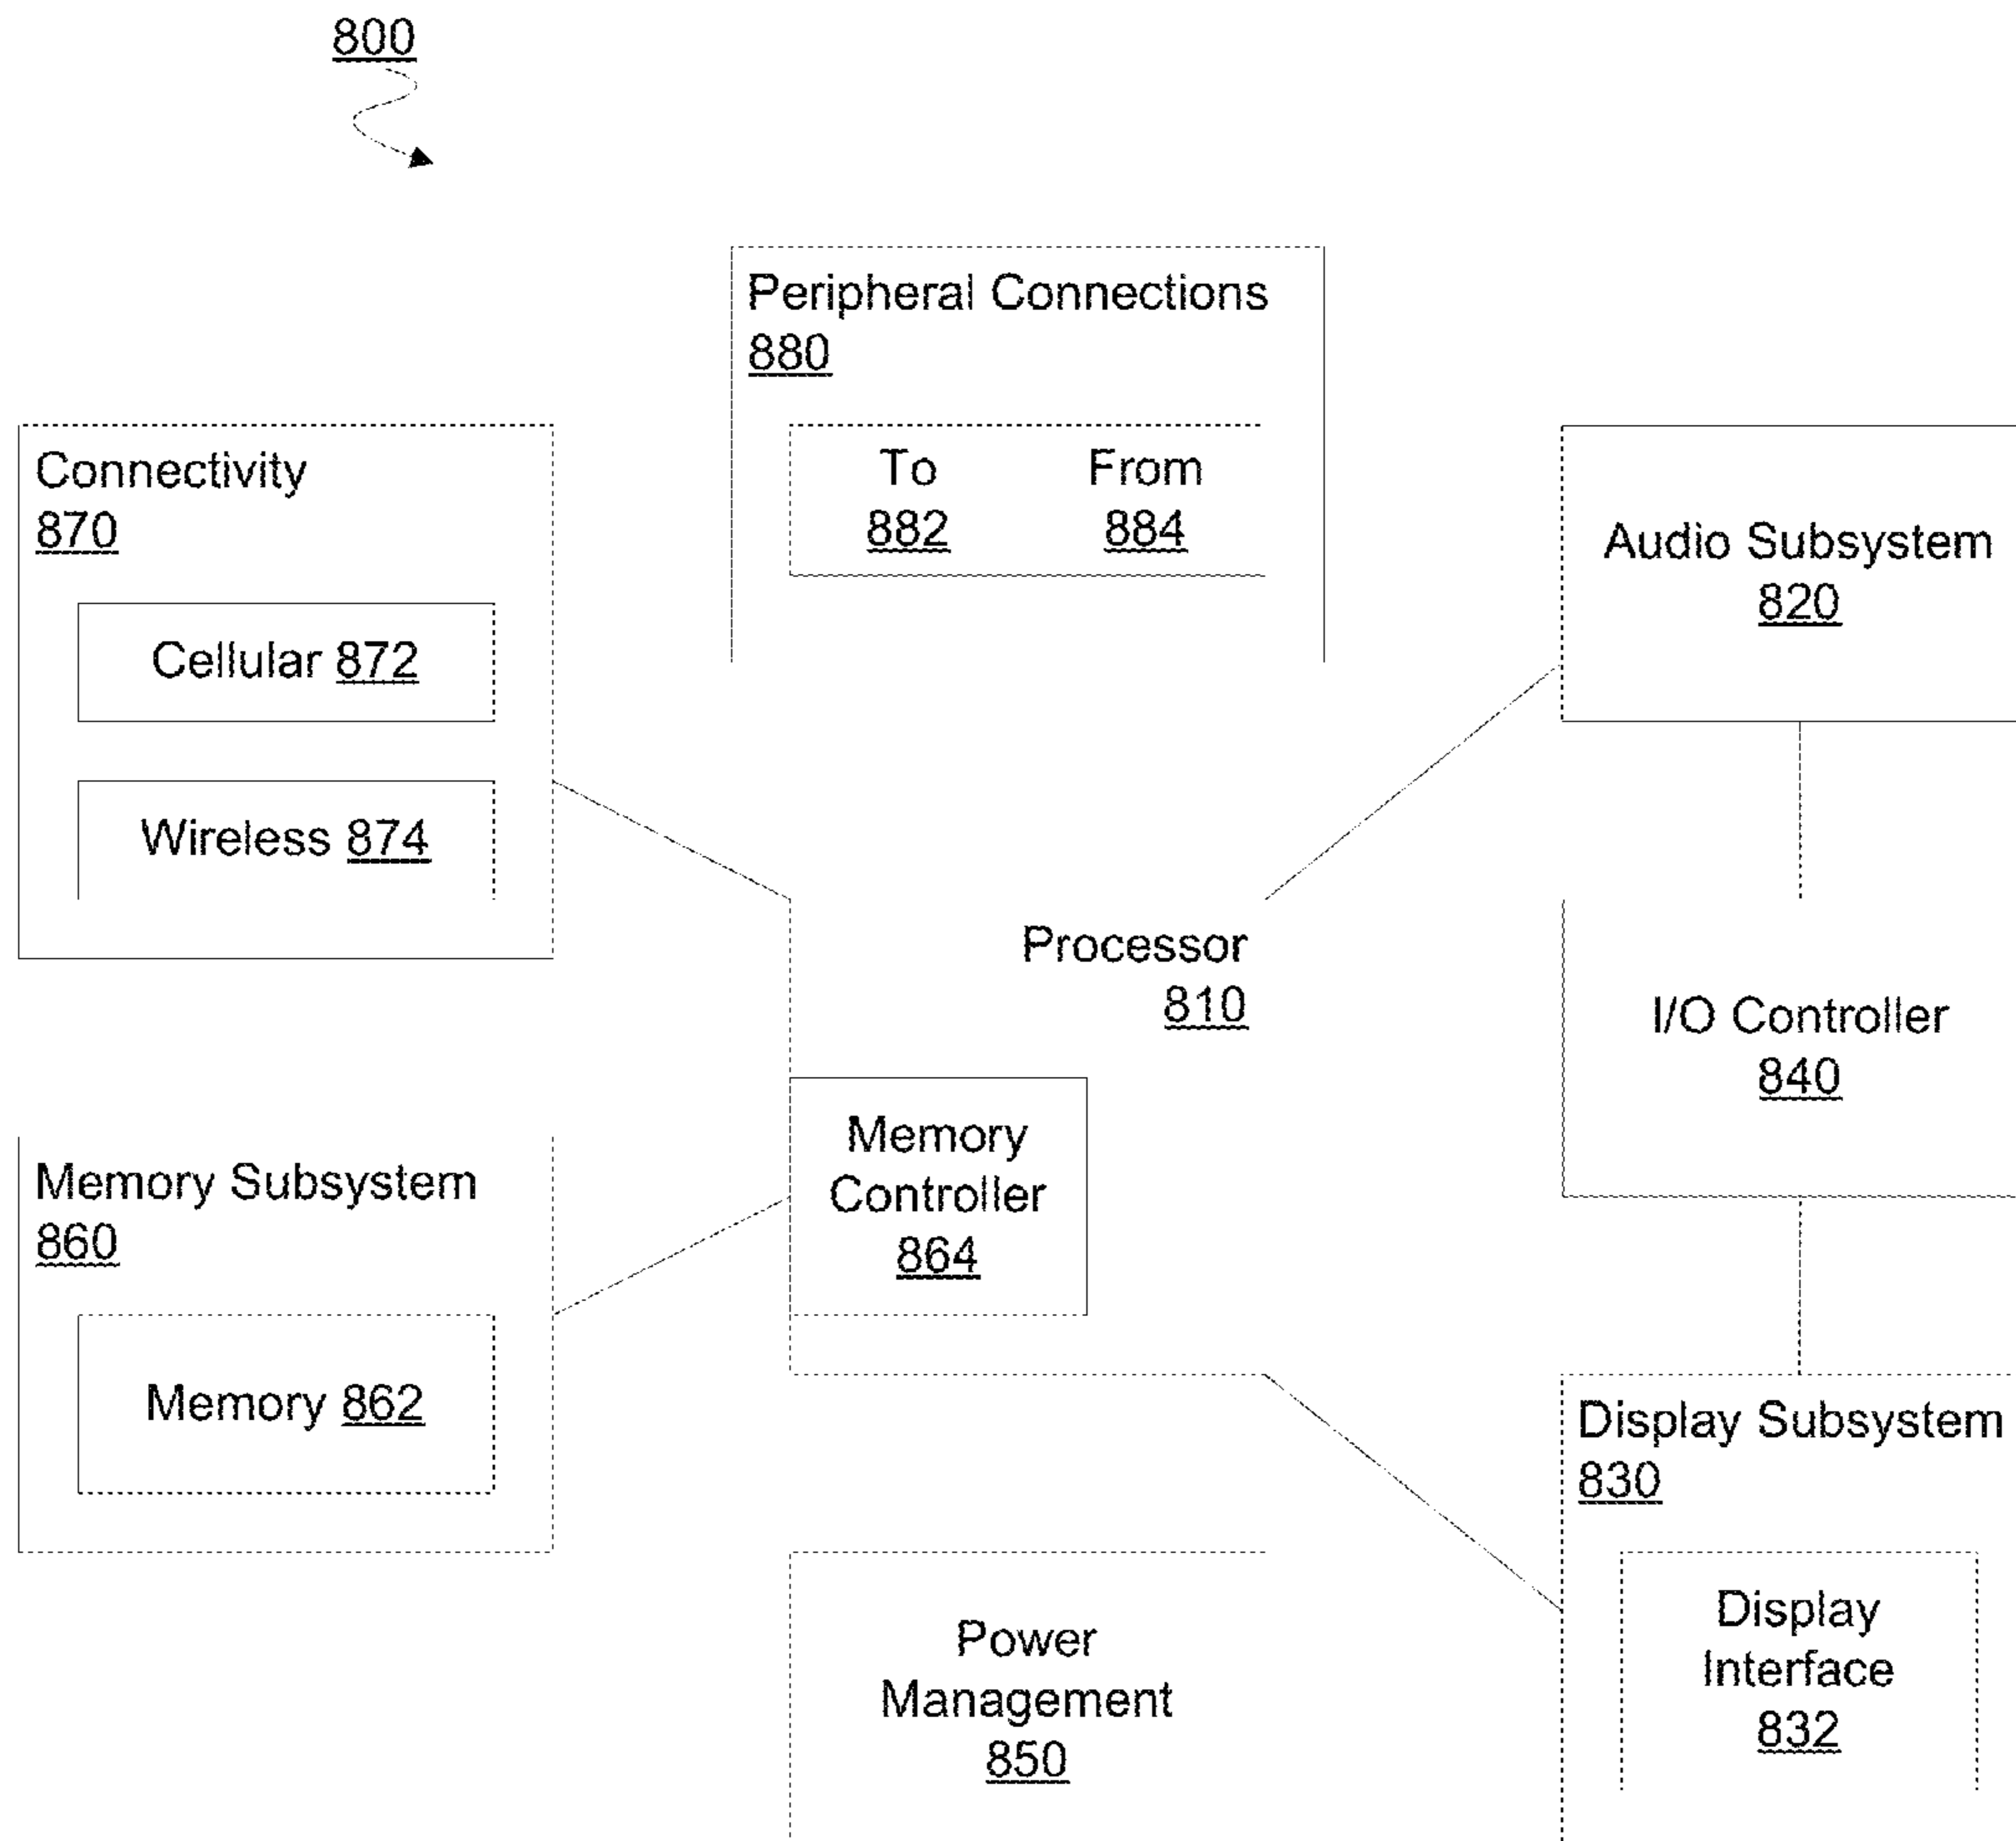 800
Peripheral Connections
880
To From
882 884
Connectivity
870
Cellular 872
Wireless 874
Audio Subsystem
820
Processor
810
I/O Controller
840
Memory
Controller
864
Memory Subsystem
860
Memory 862
Display Subsystem
830
Display
Interface
832
Power
Management
850